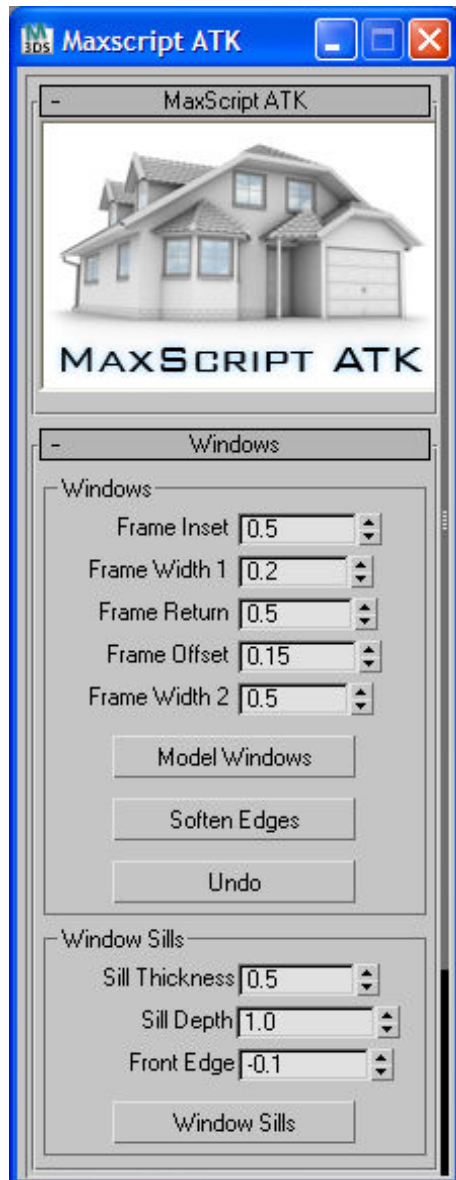 3DS Maxscript ATK
- MaxScript ATK
MAXSCRIPT ATK
- Windows
Windows
Frame Inset 0.5
Frame Width 1 0.2
Frame Return 0.5
Frame Offset 0.15
Frame Width 2 0.5
Model Windows
Soften Edges
Undo
Window Sills
Sill Thickness 0.5
Sill Depth 1.0
Front Edge -0.1
Window Sills